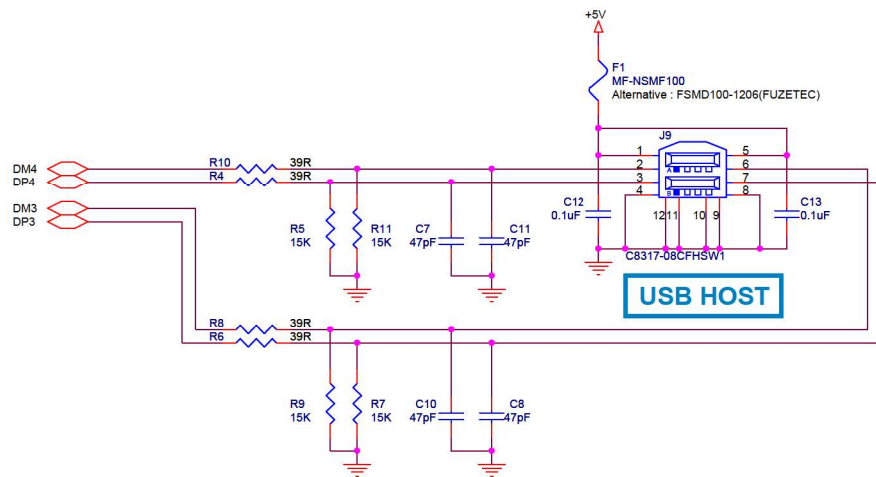 +5V
F1
MF-NSMF100
Alternative : FSMD100-1206(FUZETEC)
J9
1 5
2 6
3 7
4 8
A
B
12 11 10 9
C8317-08CFHSW1
DM4 R10 39R
DP4 R4 39R
DM3
DP3
R5
15K
R11
15K
C7
47pF
C11
47pF
C12
0.1uF
C13
0.1uF
USB HOST
R8 39R
R6 39R
R9
15K
R7
15K
C10
47pF
C8
47pF